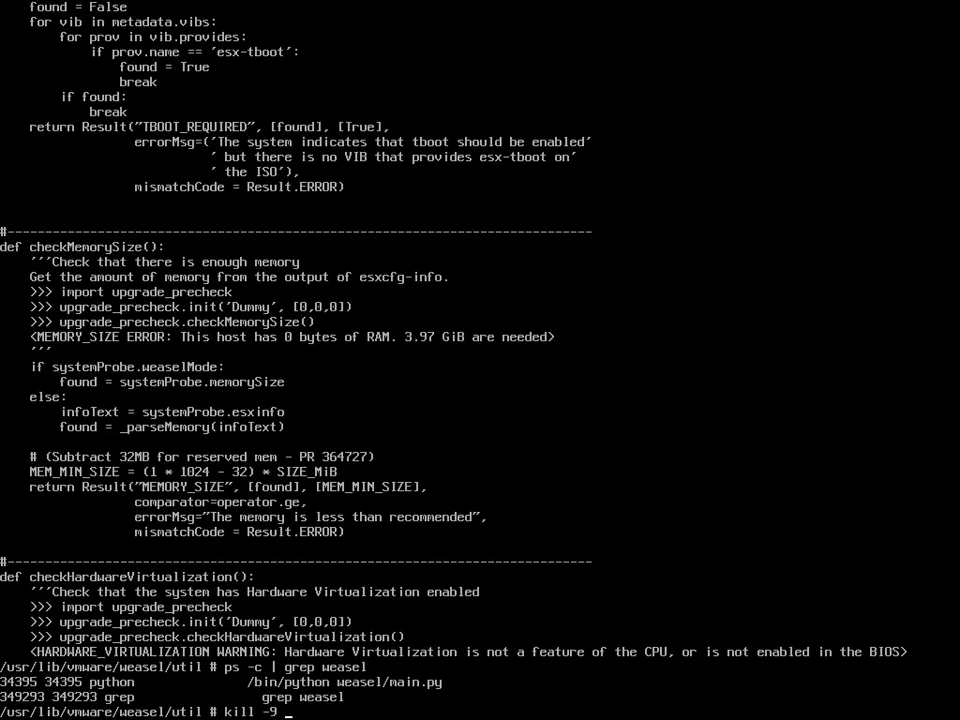 found = False
    for vib in metadata.vibs:
        for prov in vib.provides:
            if prov.name == 'esx-tboot':
                found = True
                break
        if found:
            break
    return Result("TBOOT_REQUIRED", [found], [True],
                  errorMsg=('The system indicates that tboot should be enabled'
                            ' but there is no VIB that provides esx-tboot on'
                            ' the ISO'),
                  mismatchCode = Result.ERROR)
#------------------------------------------------------------------------------
def checkMemorySize():
    '''Check that there is enough memory
    Get the amount of memory from the output of esxcfg-info.
    >>> import upgrade_precheck
    >>> upgrade_precheck.init('Dummy', [0,0,0])
    >>> upgrade_precheck.checkMemorySize()
    <MEMORY_SIZE ERROR: This host has 0 bytes of RAM. 3.97 GiB are needed>
    '''
    if systemProbe.weaselMode:
        found = systemProbe.memorySize
    else:
        infoText = systemProbe.esxinfo
        found = _parseMemory(infoText)
    # (Subtract 32MB for reserved mem - PR 364727)
    MEM_MIN_SIZE = (1 * 1024 - 32) * SIZE_MiB
    return Result("MEMORY_SIZE", [found], [MEM_MIN_SIZE],
                  comparator=operator.ge,
                  errorMsg="The memory is less than recommended",
                  mismatchCode = Result.ERROR)
#------------------------------------------------------------------------------
def checkHardwareVirtualization():
    '''Check that the system has Hardware Virtualization enabled
    >>> import upgrade_precheck
    >>> upgrade_precheck.init('Dummy', [0,0,0])
    >>> upgrade_precheck.checkHardwareVirtualization()
    <HARDWARE_VIRTUALIZATION WARNING: Hardware Virtualization is not a feature of the CPU, or is not enabled in the BIOS>
/usr/lib/vmware/weasel/util # ps -c | grep weasel
34395 34395 python               /bin/python weasel/main.py
349293 349293 grep                 grep weasel
/usr/lib/vmware/weasel/util # kill -9 _